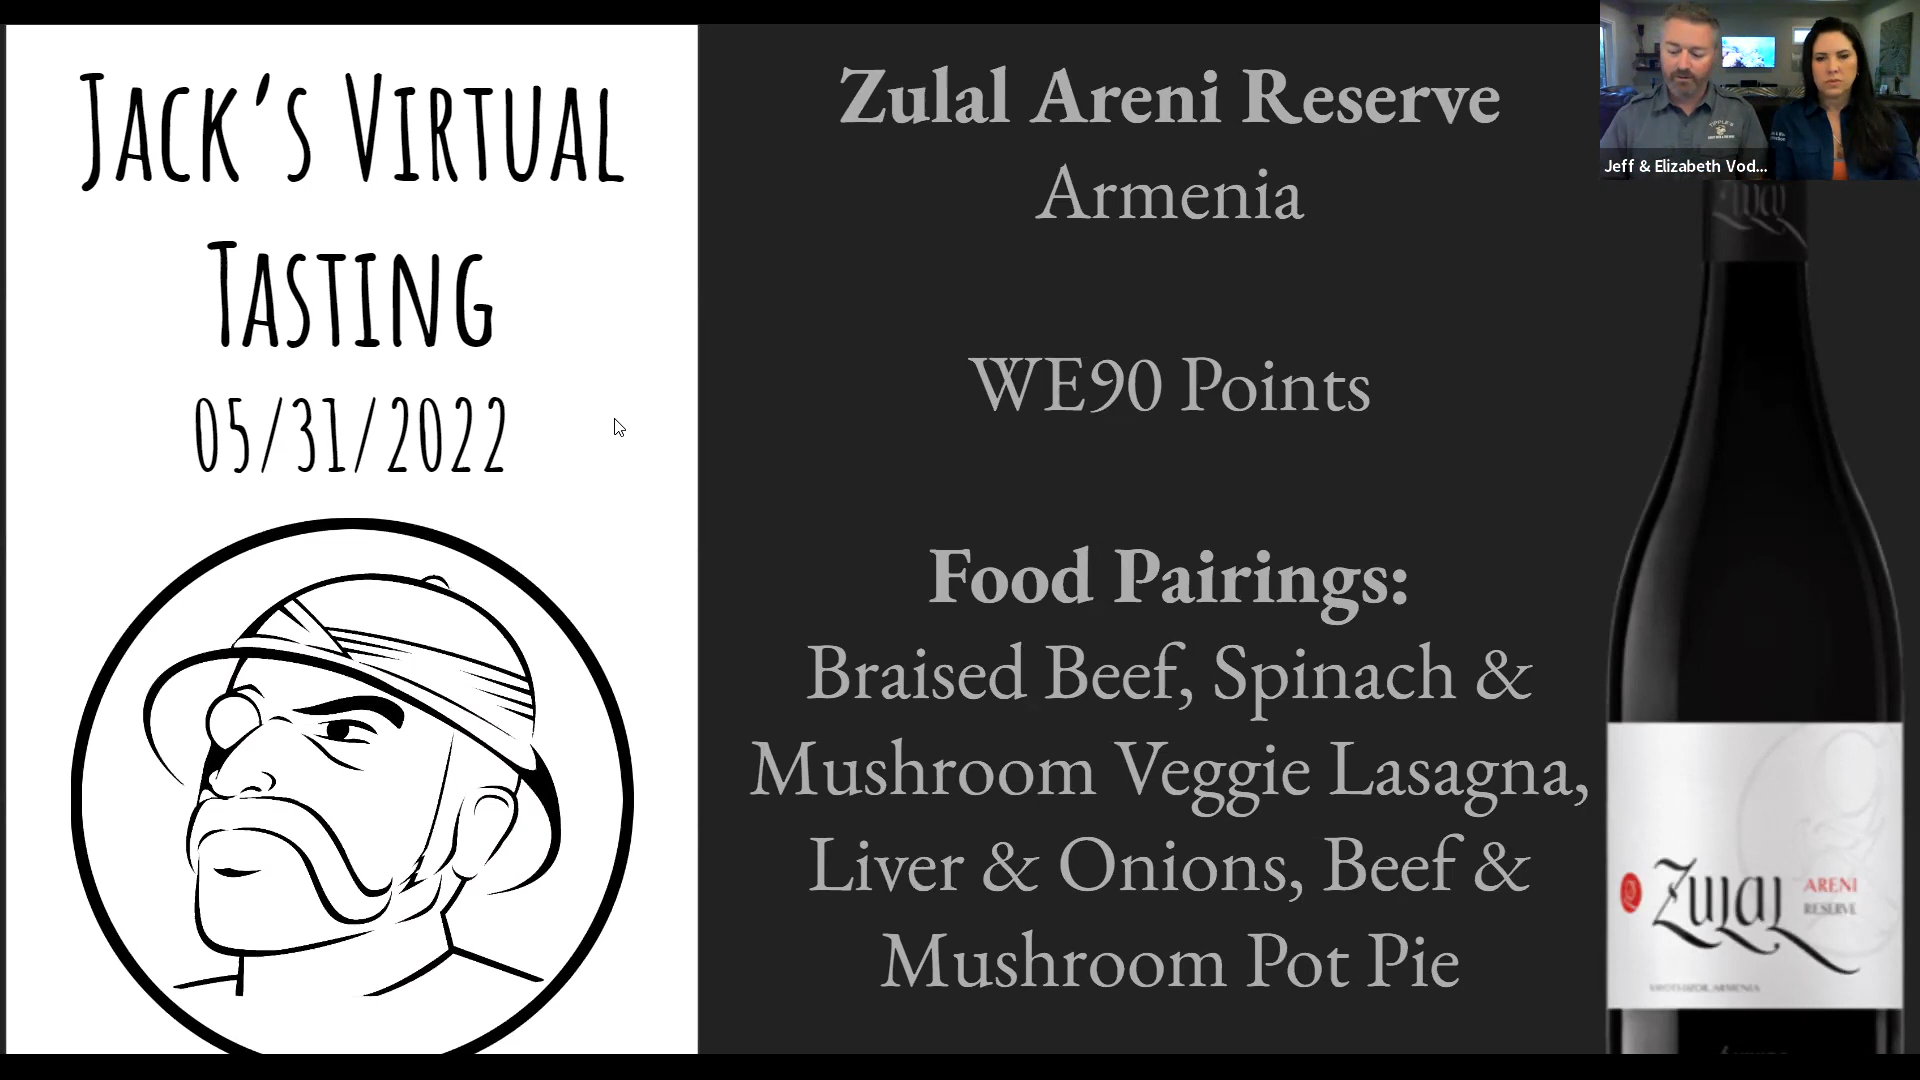 Jack's Virtual
Tasting
05/31/2022
Zulal Areni Reserve
Armenia
WE90 Points
Food Pairings:
Braised Beef, Spinach &
Mushroom Veggie Lasagna,
Liver & Onions, Beef &
Mushroom Pot Pie
Jeff & Elizabeth Vod...
Zulal
Zulal
ARENI
RESERVE